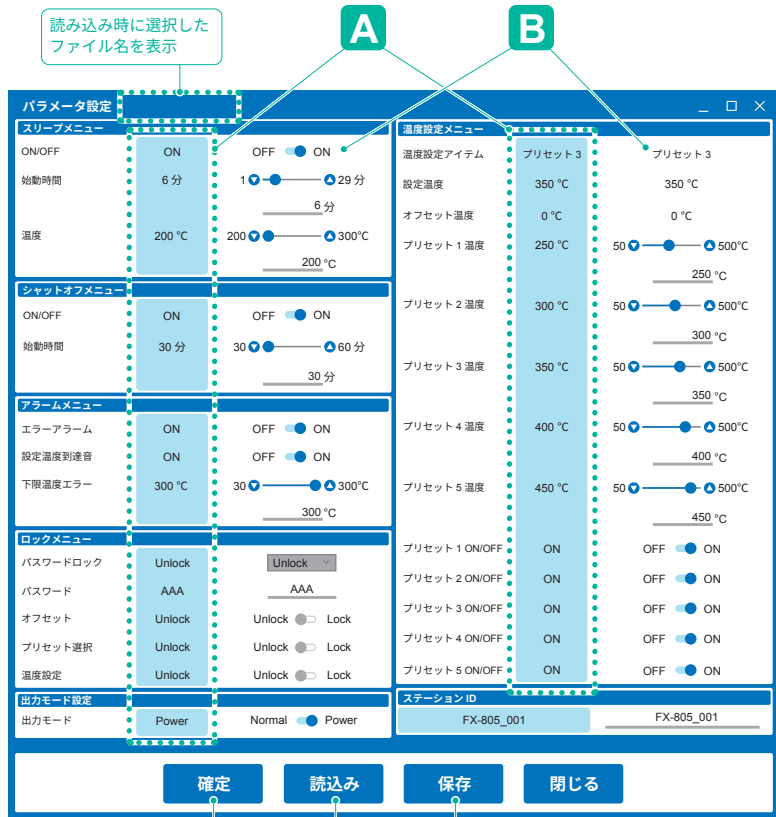 読み込み時に選択した
ファイル名を表示
A
B
パラメータ設定
スリープメニュー
ON/OFF ON OFF ON
始動時間 6 分 1 29 分
6 分
温度 200 °C 200 300°C
200 °C
シャットオフメニュー
ON/OFF ON OFF ON
始動時間 30 分 30 60 分
30 分
アラームメニュー
エラーアラーム ON OFF ON
設定温度到達音 ON OFF ON
下限温度エラー 300 °C 30 300°C
300 °C
ロックメニュー
パスワードロック Unlock Unlock
パスワード AAA AAA
オフセット Unlock Unlock Lock
プリセット選択 Unlock Unlock Lock
温度設定 Unlock Unlock Lock
出力モード設定
出力モード Power Normal Power
温度設定メニュー
温度設定アイテム プリセット 3 プリセット 3
設定温度 350 °C 350 °C
オフセット温度 0 °C 0 °C
プリセット 1 温度 250 °C 50 500°C
250 °C
プリセット 2 温度 300 °C 50 500°C
300 °C
プリセット 3 温度 350 °C 50 500°C
350 °C
プリセット 4 温度 400 °C 50 500°C
400 °C
プリセット 5 温度 450 °C 50 500°C
450 °C
プリセット 1 ON/OFF ON OFF ON
プリセット 2 ON/OFF ON OFF ON
プリセット 3 ON/OFF ON OFF ON
プリセット 4 ON/OFF ON OFF ON
プリセット 5 ON/OFF ON OFF ON
ステーション ID
FX-805_001 FX-805_001
確定 読込み 保存 閉じる